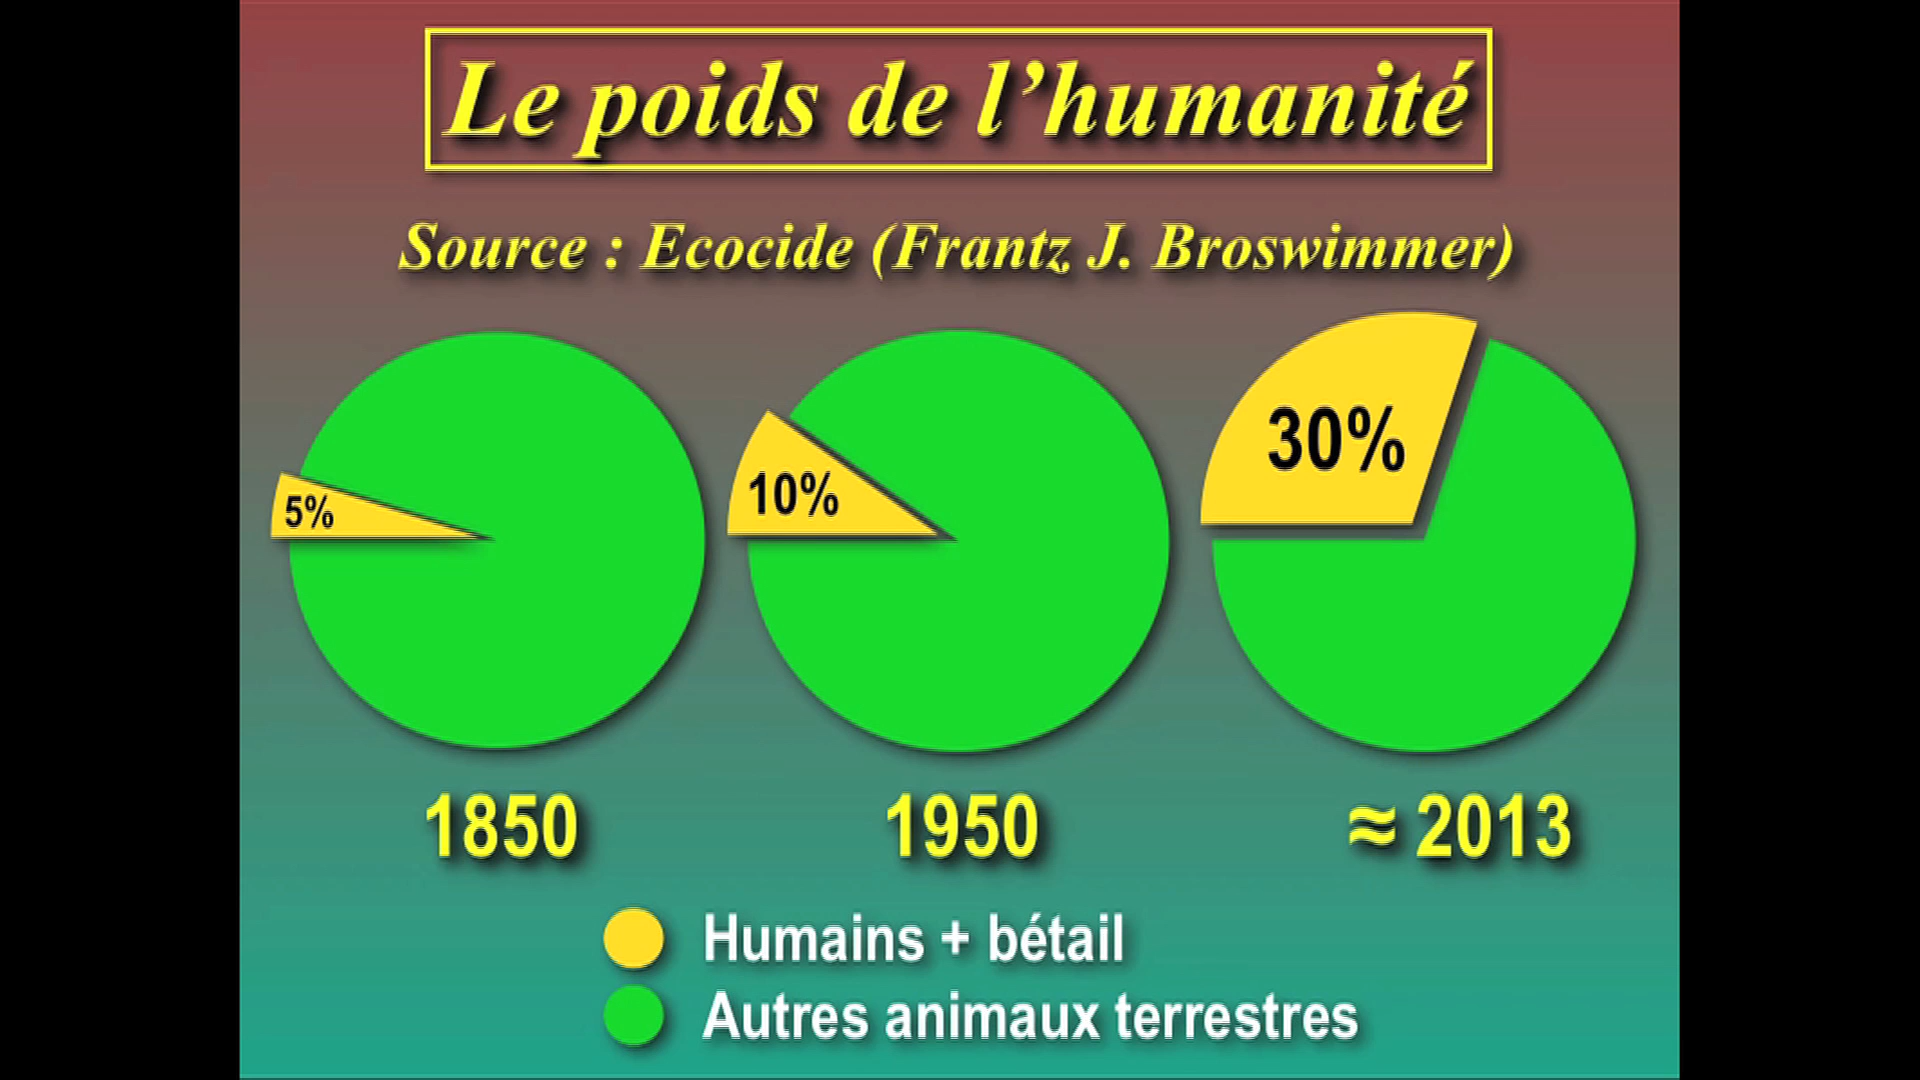 Le poids de l’humanité
Source : Ecocide (Frantz J. Broswimmer)
5%
10%
30%
1850
1950
≈ 2013
Humains + bétail
Autres animaux terrestres